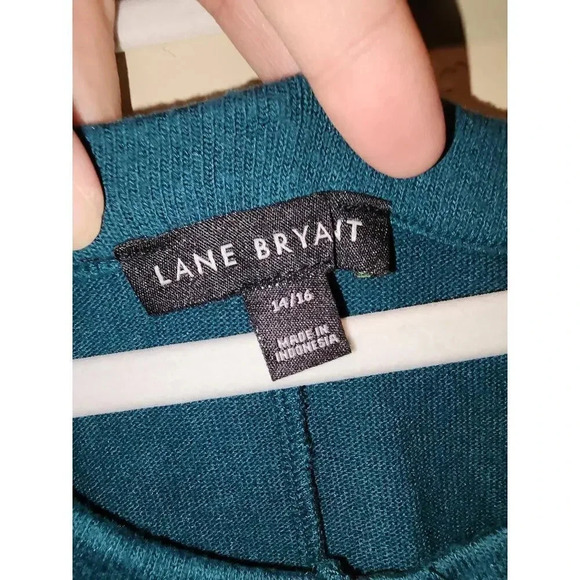 LANE BRYANT
14/16
MADE IN
INDONESIA